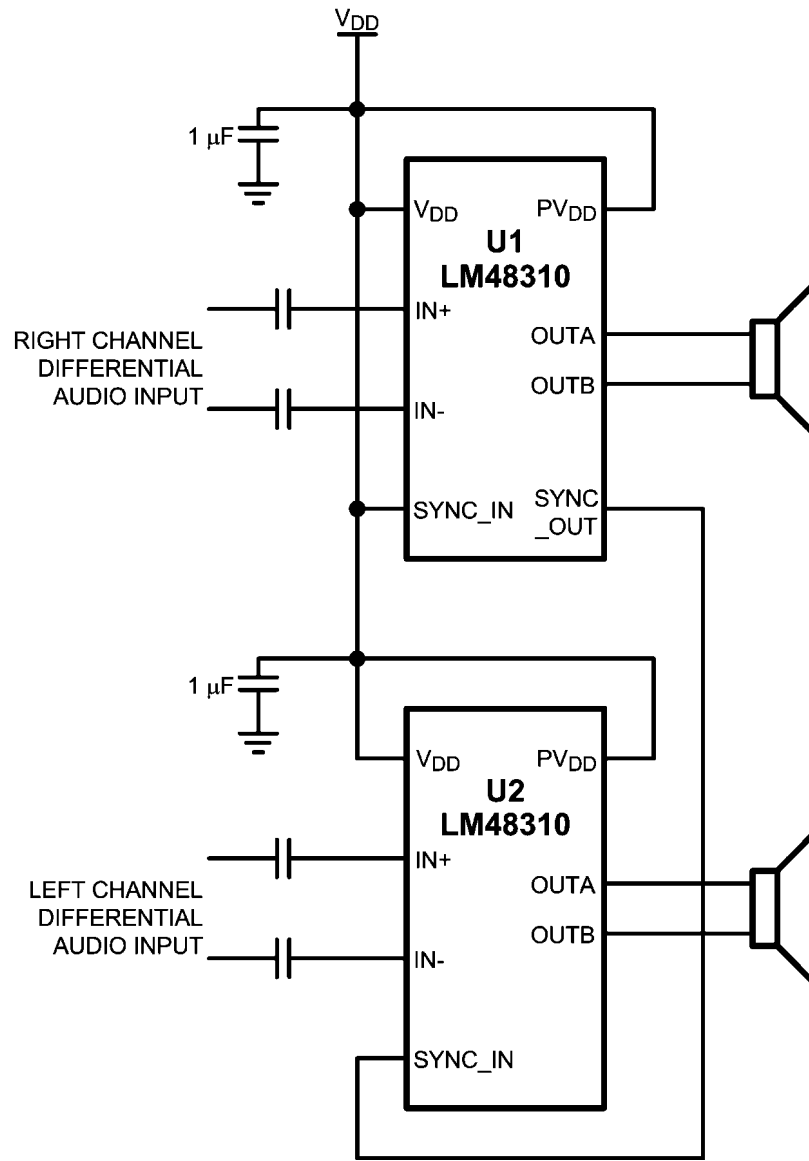 VDD
1 μF
VDD
PVDD
U1
LM48310
IN+
RIGHT CHANNEL
DIFFERENTIAL
AUDIO INPUT
OUTA
OUTB
IN-
SYNC_IN
SYNC
_OUT
1 μF
VDD
PVDD
U2
LM48310
IN+
LEFT CHANNEL
DIFFERENTIAL
AUDIO INPUT
OUTA
OUTB
IN-
SYNC_IN